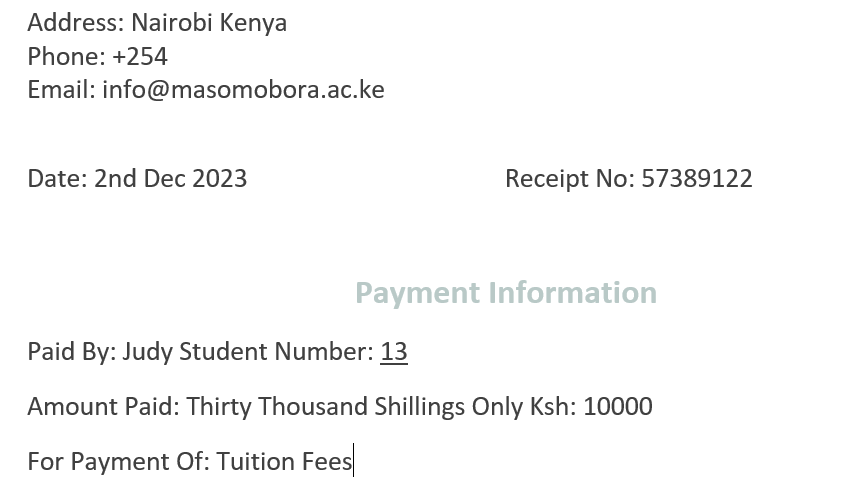 Address: Nairobi Kenya
Phone: +254
Email: info@masomobora.ac.ke
Date: 2nd Dec 2023 Receipt No: 57389122
Payment Information
Paid By: Judy Student Number: 13
Amount Paid: Thirty Thousand Shillings Only Ksh: 10000
For Payment Of: Tuition Fees